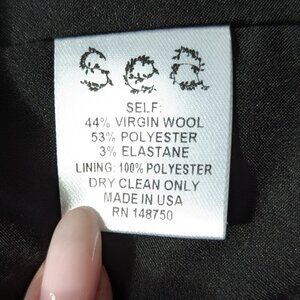 Sea
SELF:
44% VIRGIN WOOL
53% POLYESTER
3% ELASTANE
LINING: 100% POLYESTER
DRY CLEAN ONLY
MADE IN USA
RN 148750